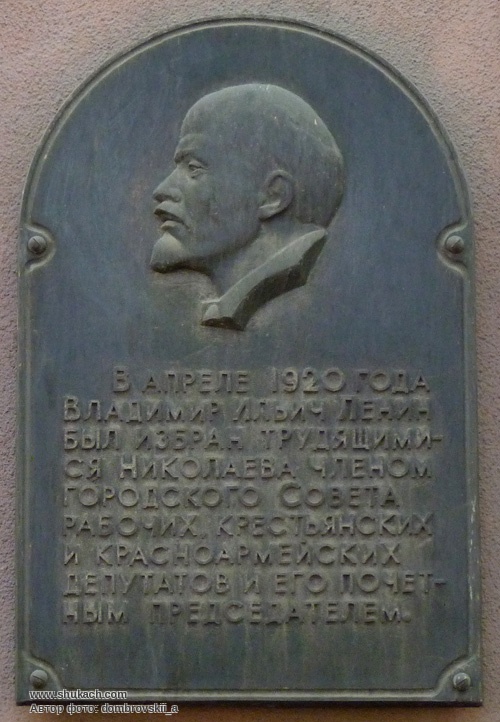 В АПРЕЛЕ 1920 ГОДА
ВЛАДИМИР ИЛЬИЧ ЛЕНИН
БЫЛ ИЗБРАН ТРУДЯЩИМИ-
СЯ НИКОЛАЕВА ЧЛЕНОМ
ГОРОДСКОГО СОВЕТА
РАБОЧИХ, КРЕСТЬЯНСКИХ
И КРАСНОАРМЕЙСКИХ
ДЕПУТАТОВ И ЕГО ПОЧЕТ-
НЫМ ПРЕДСЕДАТЕЛЕМ.
www.shukach.com
Автор фото: dombrovskii_a